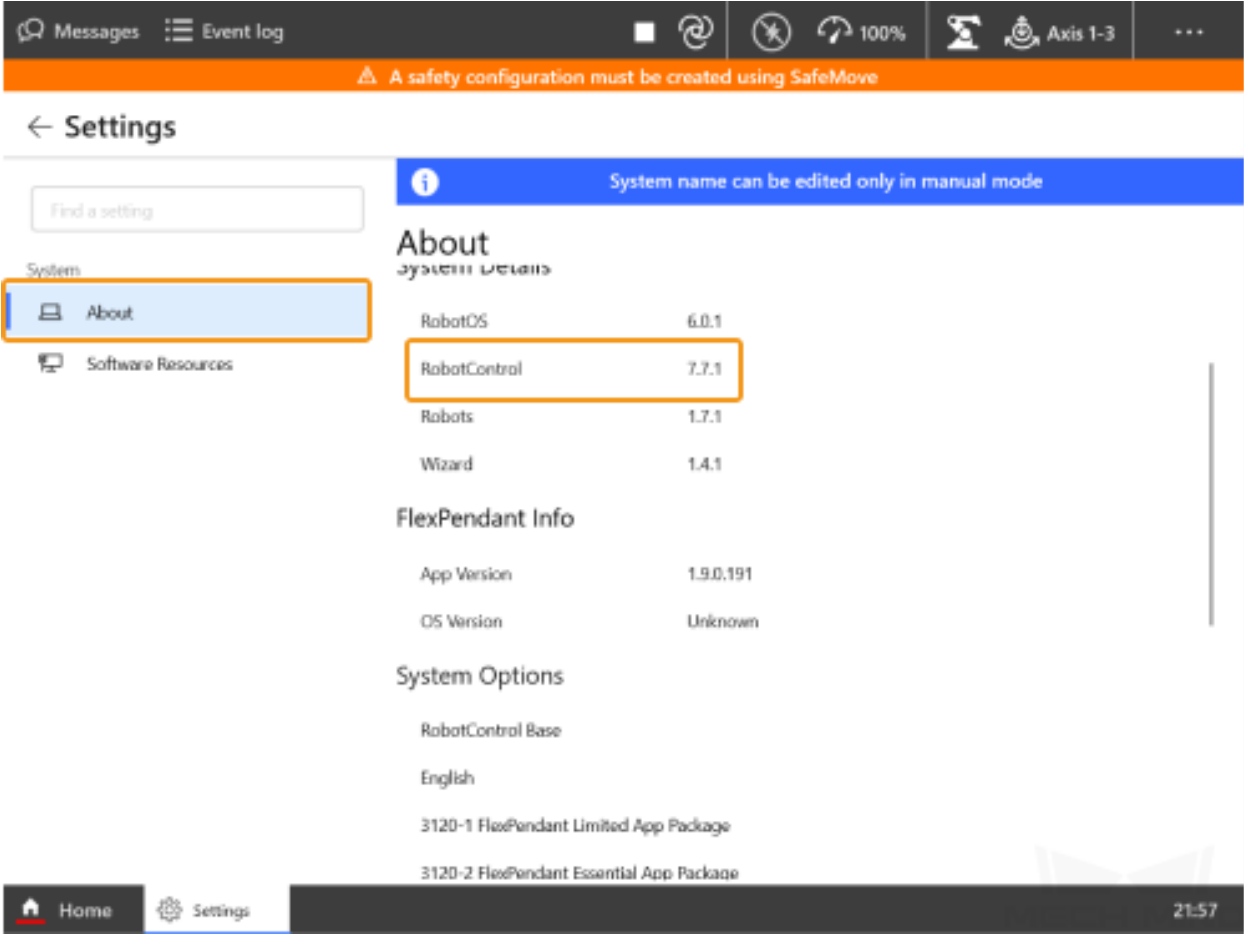 Messages Event log 100% Axis 1-3 ...
A safety configuration must be created using SafeMove
Settings
System name can be edited only in manual mode
Find a setting
About
System
System Details
About
RobotOS 6.0.1
RobotControl 7.7.1
Software Resources
Robots 1.7.1
Wizard 1.4.1
FlexPendant Info
App Version 1.9.0.191
OS Version Unknown
System Options
RobotControl Base
English
3120-1 FlexPendant Limited App Package
3120-2 FlexPendant Essential App Package
Home Settings 21:57